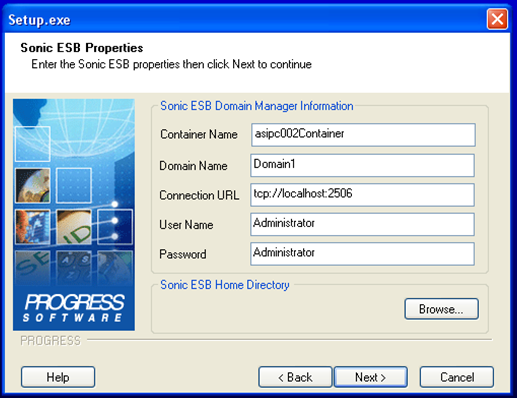 Setup.exe
Sonic ESB Properties
Enter the Sonic ESB properties then click Next to continue
Sonic ESB Domain Manager Information
Container Name asipc002Container
Domain Name Domain1
Connection URL tcp://localhost:2506
User Name Administrator
Password Administrator
Sonic ESB Home Directory
Browse...
PROGRESS
SOFTWARE
PROGRESS
Help < Back Next > Cancel